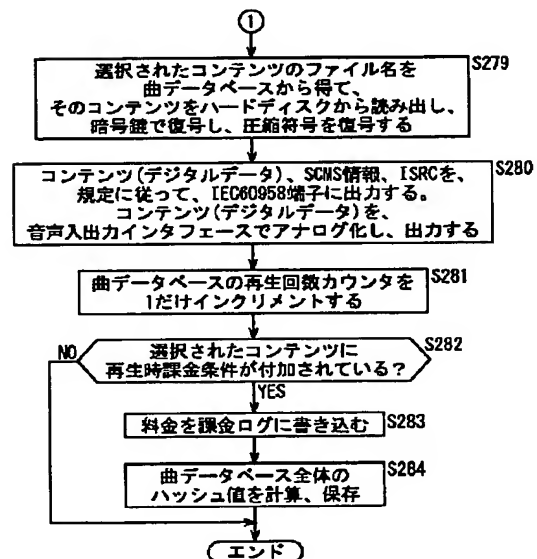 ①
選択されたコンテンツのファイル名を
曲データベースから得て、
そのコンテンツをハードディスクから読み出し、
暗号鍵で復号し、圧縮符号を復号する
S279
コンテンツ(デジタルデータ)、SCMS情報、ISRCを、
規定に従って、IEC60958端子に出力する。
コンテンツ(デジタルデータ)を、
音声入出力インタフェースでアナログ化し、出力する
S280
曲データベースの再生回数カウンタを
1だけインクリメントする
S281
選択されたコンテンツに
再生時課金条件が付加されている?
S282
NO
YES
料金を課金ログに書き込む
S283
曲データベース全体の
ハッシュ値を計算、保存
S284
エンド